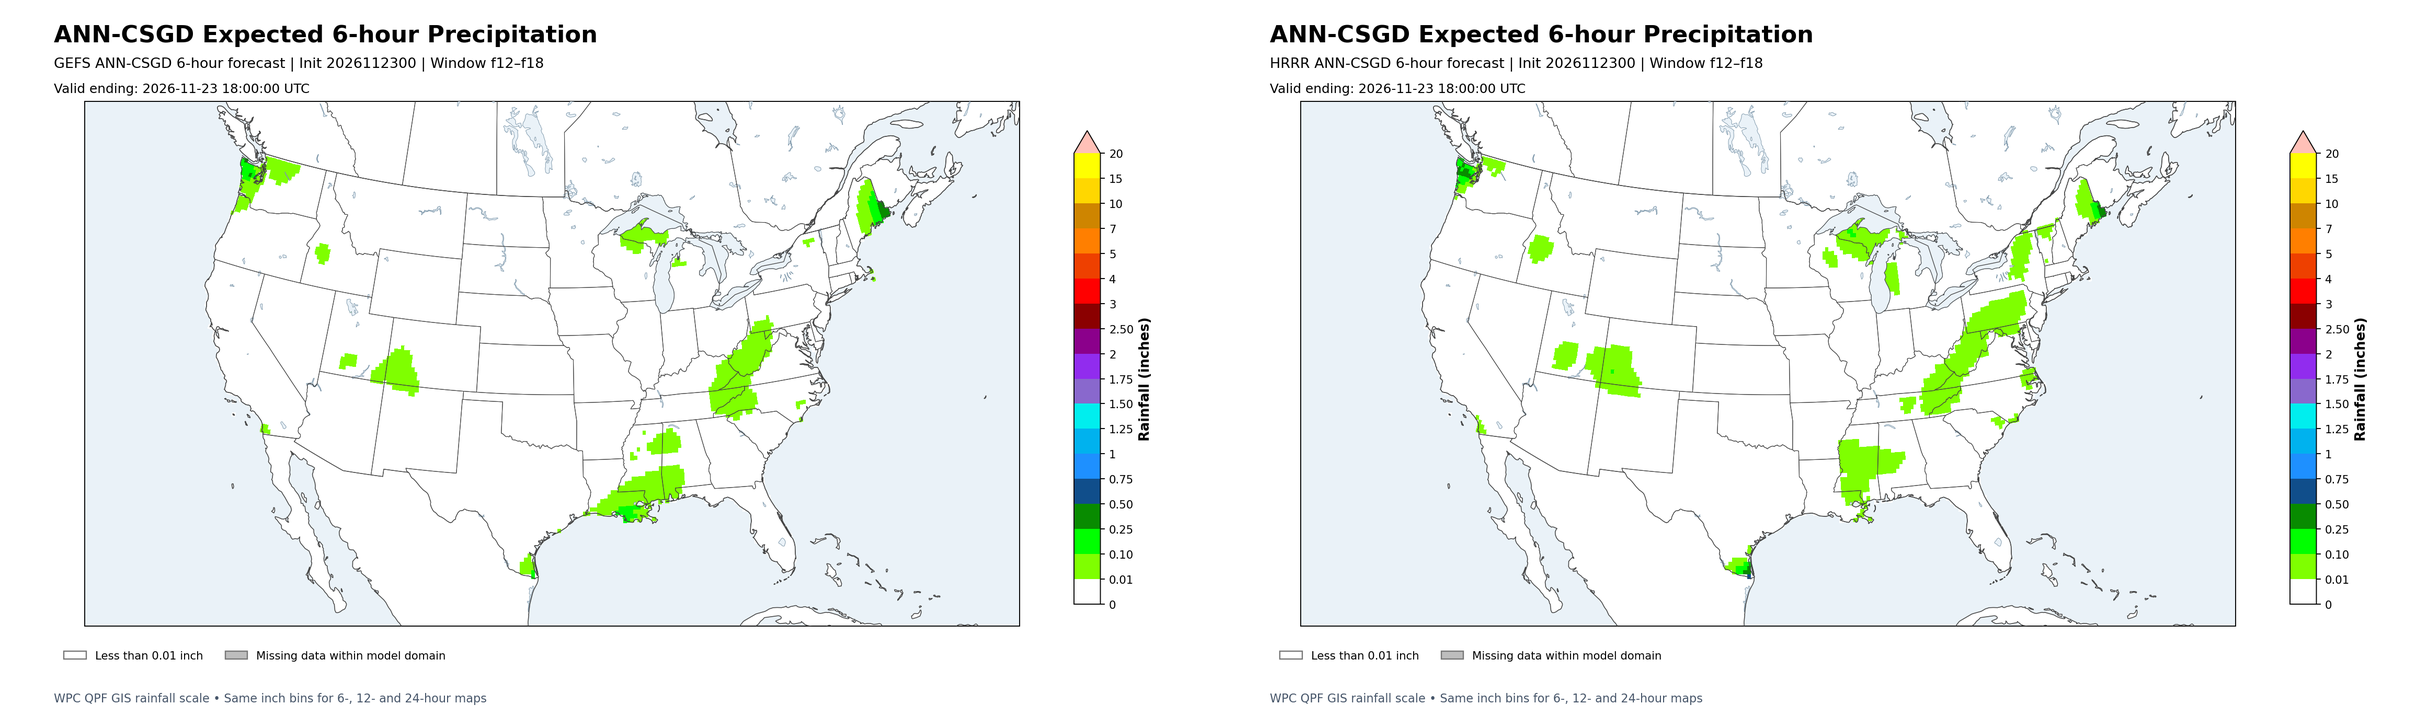 ANN-CSGD Expected 6-hour Precipitation
GEFS ANN-CSGD 6-hour forecast | Init 2026112300 | Window f12–f18
Valid ending: 2026-11-23 18:00:00 UTC
20
15
10
7
5
4
3
2.50
2
1.75
1.50
1.25
1
0.75
0.50
0.25
0.10
0.01
0
Rainfall (inches)
Less than 0.01 inch
Missing data within model domain
WPC QPF GIS rainfall scale • Same inch bins for 6-, 12- and 24-hour maps
ANN-CSGD Expected 6-hour Precipitation
HRRR ANN-CSGD 6-hour forecast | Init 2026112300 | Window f12–f18
Valid ending: 2026-11-23 18:00:00 UTC
20
15
10
7
5
4
3
2.50
2
1.75
1.50
1.25
1
0.75
0.50
0.25
0.10
0.01
0
Rainfall (inches)
Less than 0.01 inch
Missing data within model domain
WPC QPF GIS rainfall scale • Same inch bins for 6-, 12- and 24-hour maps